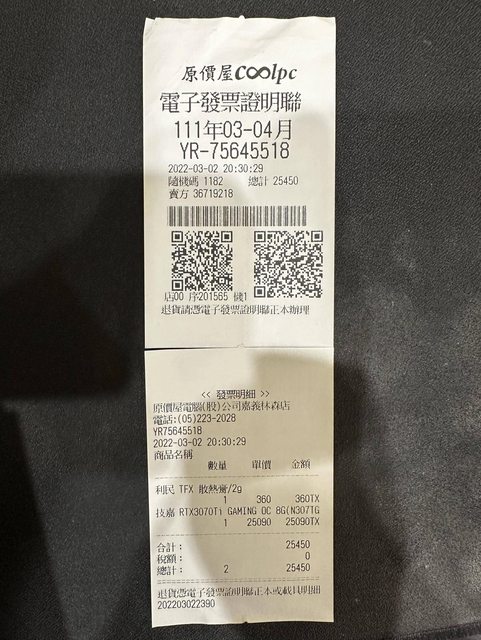 原價屋coolpc
電子發票證明聯
111年03-04月
YR-75645518
2022-03-02 20:30:29
隨機碼 1182 總計 25450
賣方 36719218
店00 序201565 機1
退貨請憑電子發票證明聯正本辦理
<< 發票明細 >>
原價屋電腦(股)公司嘉義林森店
電話:(05)223-2028
YR75645518
2022-03-02 20:30:29
商品名稱
數量 單價 金額
利民 TFX 散熱膏/2g
1 360 360TX
技嘉 RTX3070Ti GAMING OC 8G(N307TG
1 25090 25090TX
合計: 25450
稅額: 0
總計: 2 25450
退貨憑電子發票證明聯正本或載具明細
202203022390